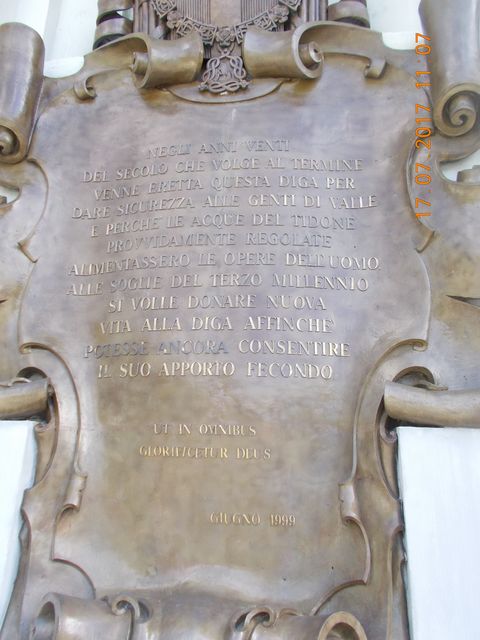 NEGLI ANNI VENTI
DEL SECOLO CHE VOLGE AL TERMINE
VENNE ERETTA QUESTA DIGA PER
DARE SICUREZZA ALLE GENTI DI VALLE
E PERCHE' LE ACQUE DEL TIDONE
PROVVIDAMENTE REGOLATE
ALIMENTASSERO LE OPERE DELL'UOMO.
ALLE SOGLIE DEL TERZO MILLENNIO
SI VOLLE DONARE NUOVA
VITA ALLA DIGA AFFINCHE'
POTESSE ANCORA CONSENTIRE
IL SUO APPORTO FECONDO
UT IN OMNIBUS
GLORIFICETUR DEUS
GIUGNO 1999
17 07 2017 11:07